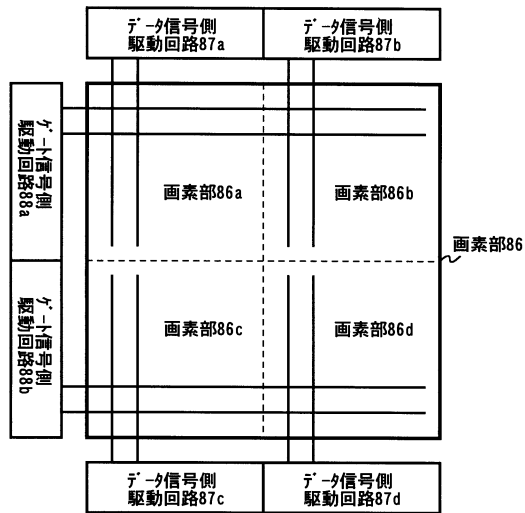 データ信号側
駆動回路87a
データ信号側
駆動回路87b
ゲート信号側
駆動回路88a
画素部86a
画素部86b
画素部86
ゲート信号側
駆動回路88b
画素部86c
画素部86d
データ信号側
駆動回路87c
データ信号側
駆動回路87d